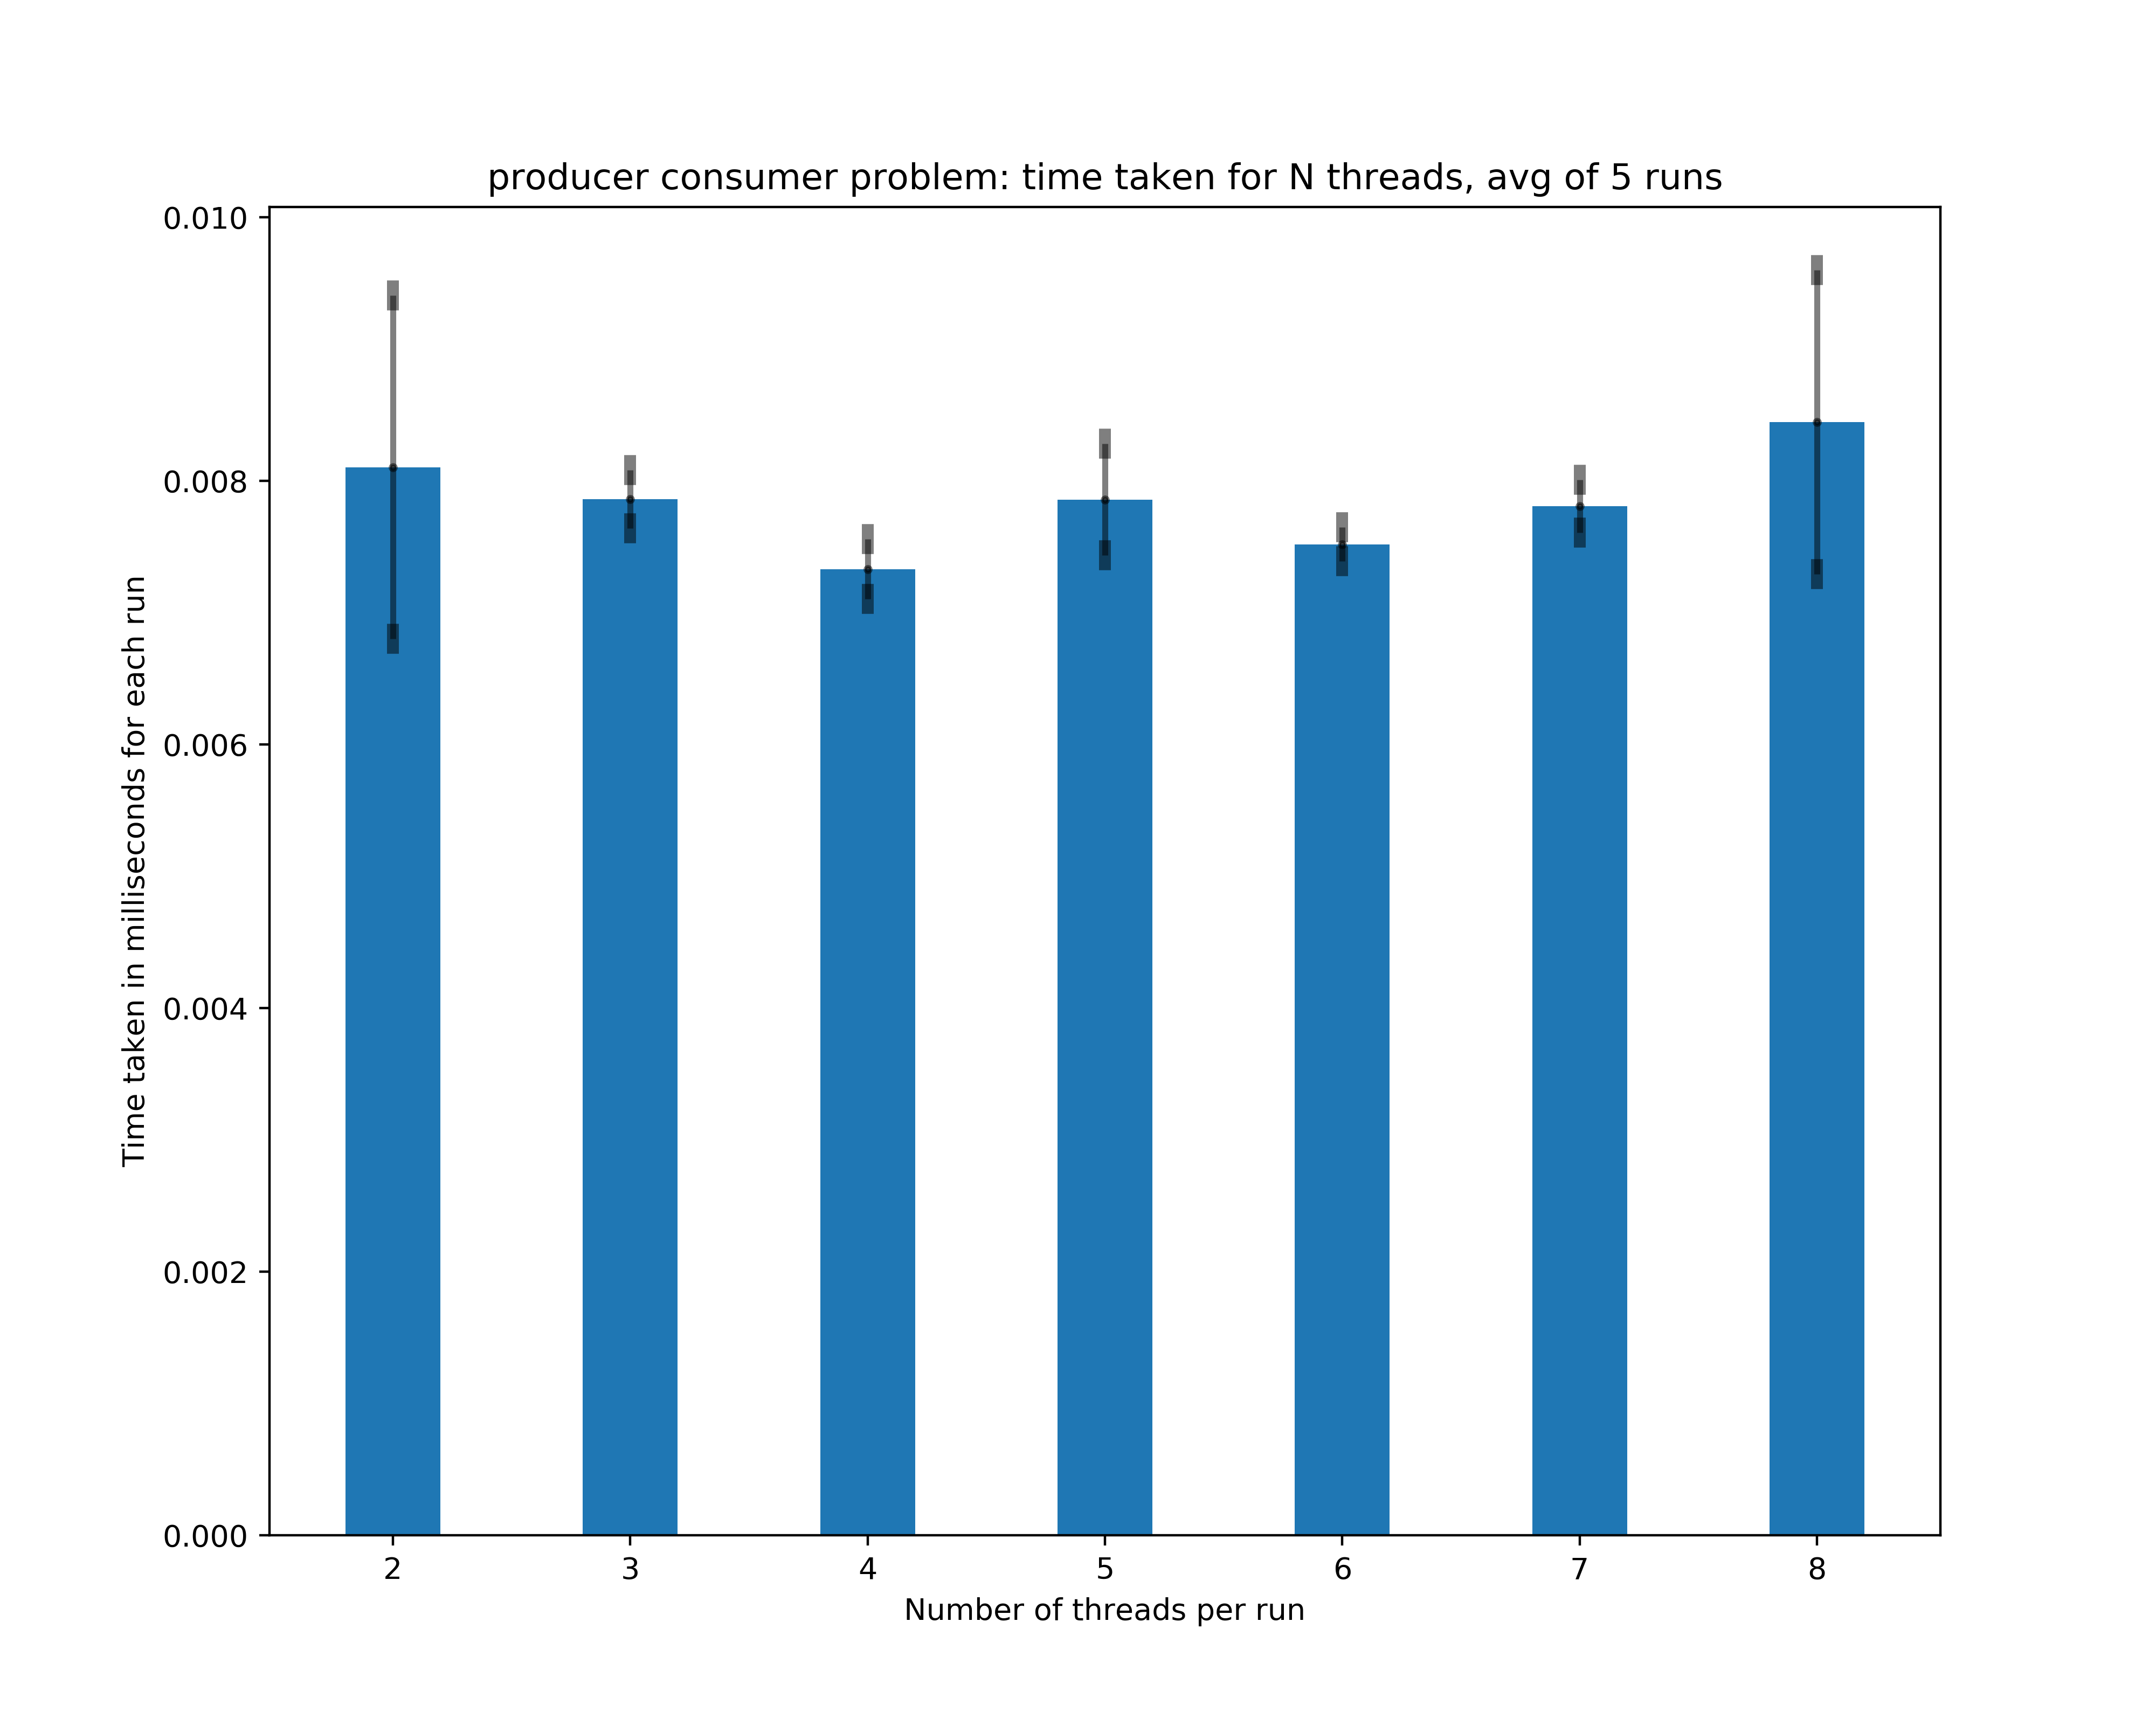 producer consumer problem: time taken for N threads, avg of 5 runs
0.010
0.008
0.006
0.004
0.002
0.000
Time taken in milliseconds for each run
2 3 4 5 6 7 8
Number of threads per run